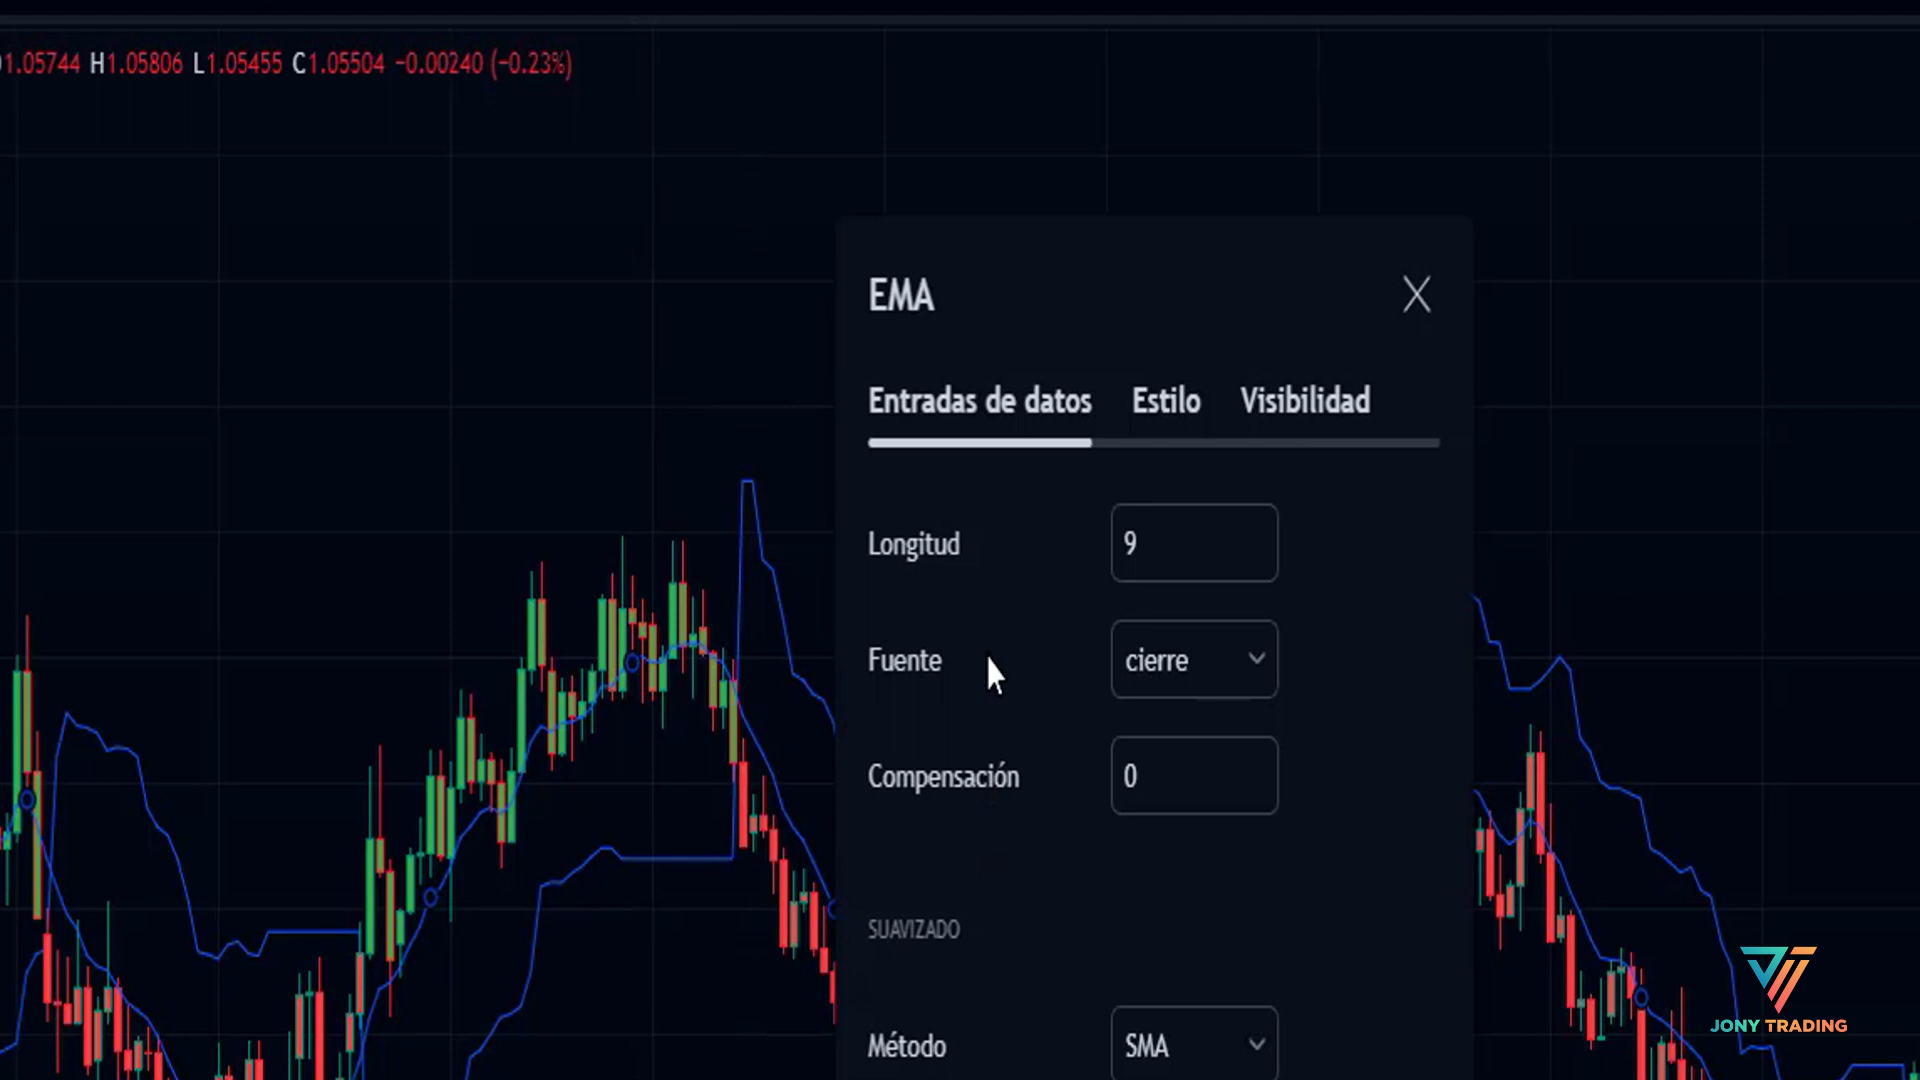 1.05744 H1.05806 L1.05455 C1.05504 −0.00240 (−0.23%)
EMA
Entradas de datos Estilo Visibilidad
Longitud 9
Fuente cierre
Compensación 0
SUAVIZADO
Método SMA
JONY TRADING